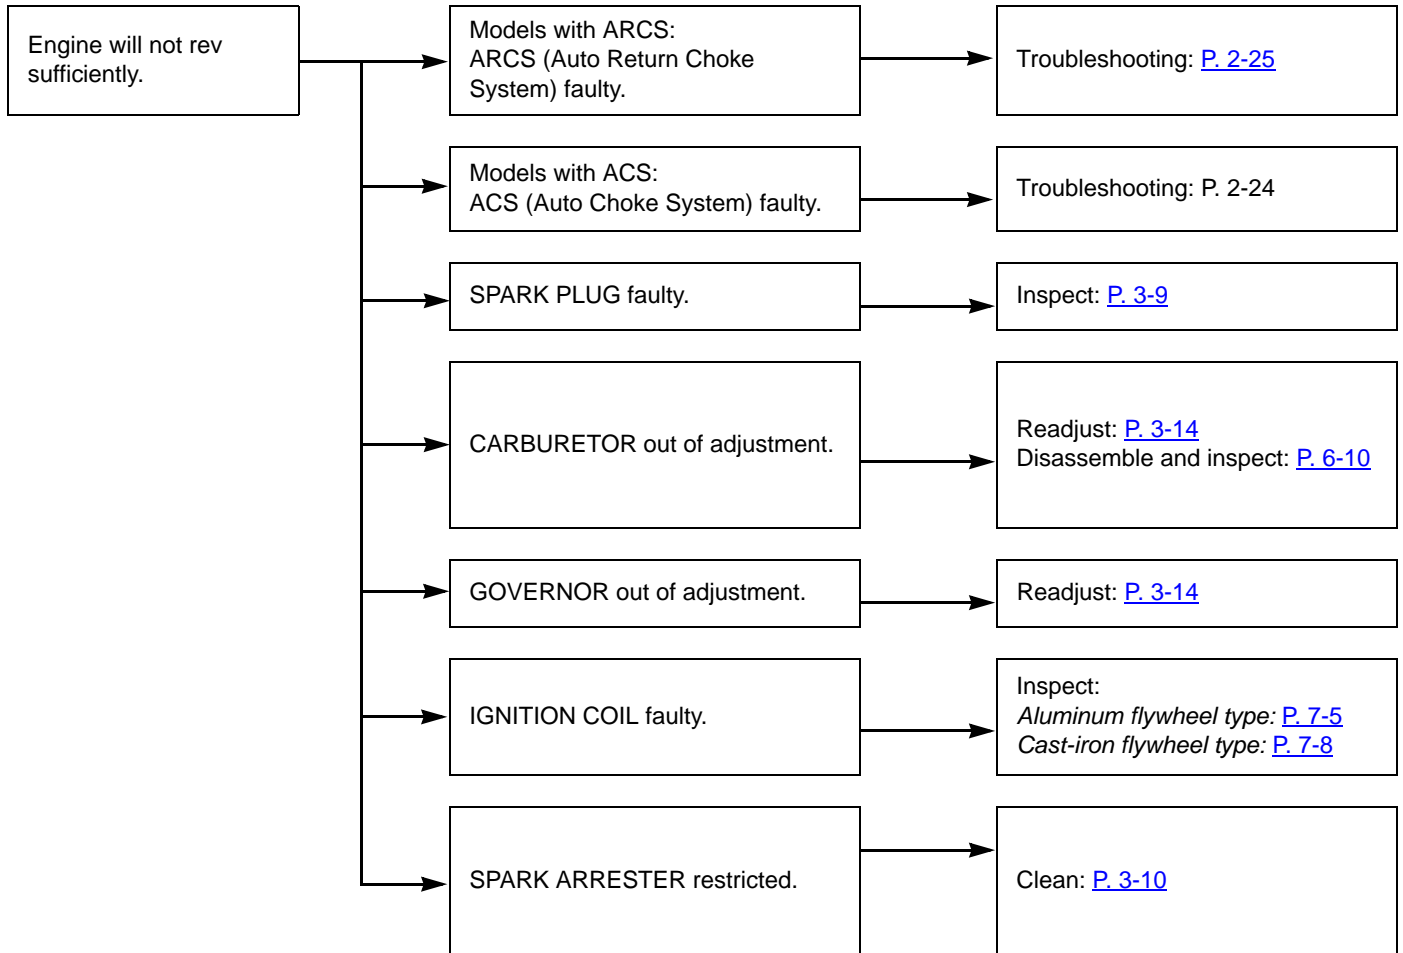 Engine will not rev
sufficiently.
Models with ARCS:
ARCS (Auto Return Choke
System) faulty.
Troubleshooting: P. 2-25
Models with ACS:
ACS (Auto Choke System) faulty.
Troubleshooting: P. 2-24
SPARK PLUG faulty.
Inspect: P. 3-9
CARBURETOR out of adjustment.
Readjust: P. 3-14
Disassemble and inspect: P. 6-10
GOVERNOR out of adjustment.
Readjust: P. 3-14
IGNITION COIL faulty.
Inspect:
Aluminum flywheel type: P. 7-5
Cast-iron flywheel type: P. 7-8
SPARK ARRESTER restricted.
Clean: P. 3-10